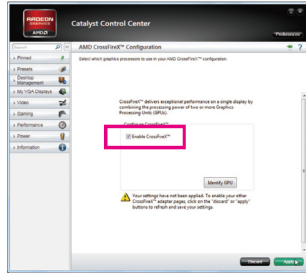 RADEON
GRAPHICS
AMD
Catalyst Control Center
Preferences
Search
AMD CrossFireX™ Configuration
Pinned
Select which graphics processors to use in your AMD CrossFireX™ configuration.
Presets
Desktop
Management
My VGA Displays
Video
Gaming
Performance
Power
Information
CrossFireX™ delivers exceptional performance on a single display by
combining the processing power of two or more Graphics
Processing Units (GPUs).
Configure CrossFireX™
Enable CrossFireX™
Identify GPU
Your settings have not been applied. To enable your other
CrossFireX™ adapter pages, click on the "discard" or "apply"
buttons to refresh and save your settings.
Discard
Apply